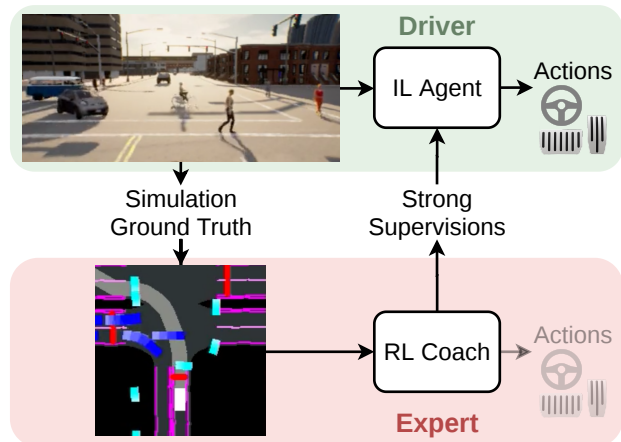 Driver
IL Agent
Actions
Simulation
Ground Truth
Strong
Supervisions
RL Coach
Actions
Expert